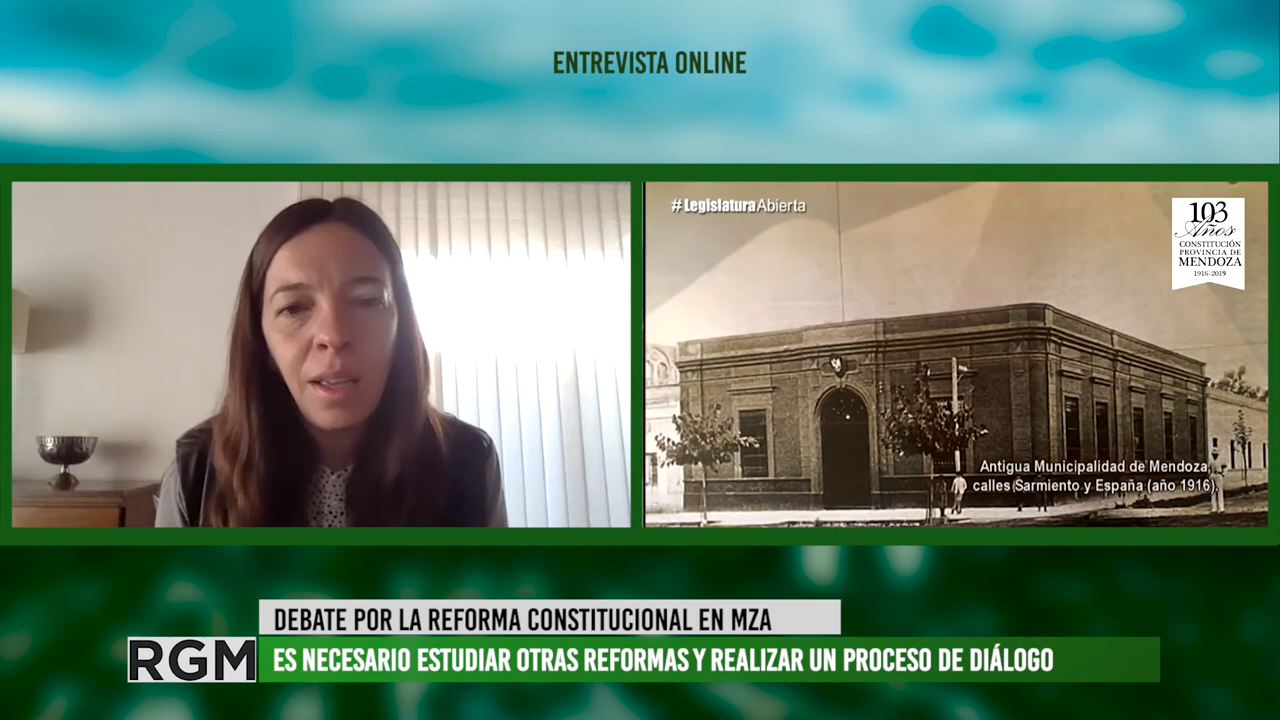 ENTREVISTA ONLINE
#LegislaturaAbierta
103
Años
CONSTITUCIÓN
PROVINCIA DE
MENDOZA
1916-2019
Antigua Municipalidad de Mendoza,
calles Sarmiento y España (año 1916).
DEBATE POR LA REFORMA CONSTITUCIONAL EN MZA
RGM
ES NECESARIO ESTUDIAR OTRAS REFORMAS Y REALIZAR UN PROCESO DE DIÁLOGO